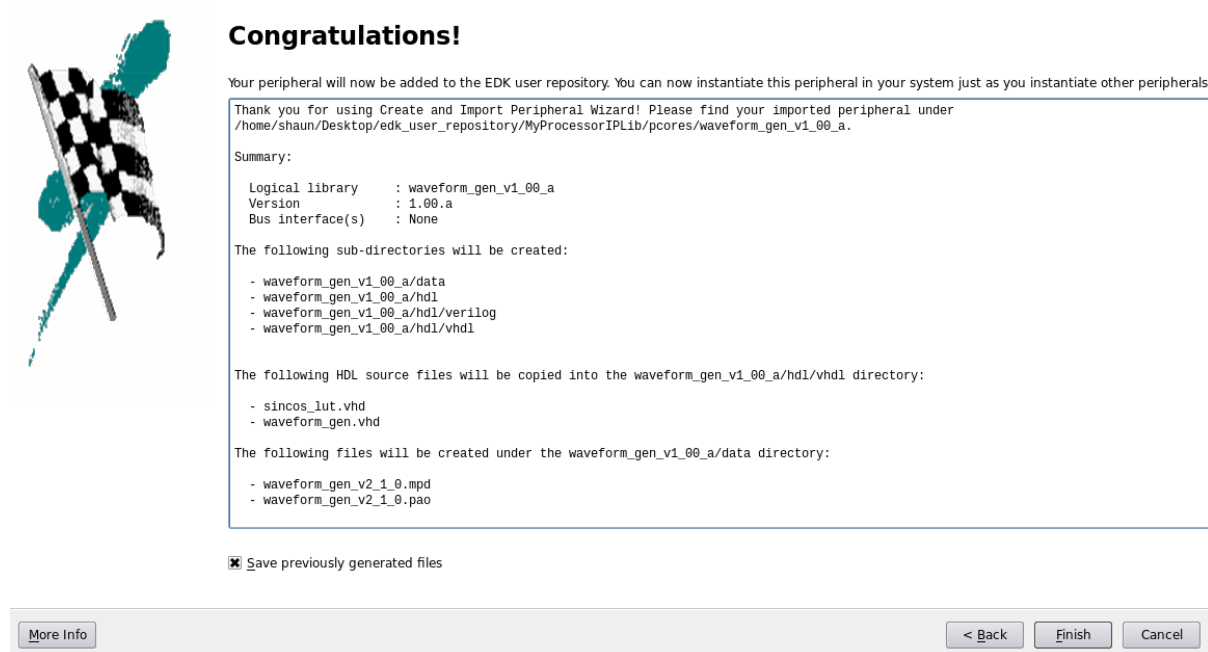 Congratulations!
Your peripheral will now be added to the EDK user repository. You can now instantiate this peripheral in your system just as you instantiate other peripherals
Thank you for using Create and Import Peripheral Wizard! Please find your imported peripheral under
/home/shaun/Desktop/edk_user_repository/MyProcessorIPLib/pcores/waveform_gen_v1_00_a.
Summary:
Logical library : waveform_gen_v1_00_a
Version : 1.00.a
Bus interface(s) : None
The following sub-directories will be created:
- waveform_gen_v1_00_a/data
- waveform_gen_v1_00_a/hdl
- waveform_gen_v1_00_a/hdl/verilog
- waveform_gen_v1_00_a/hdl/vhdl
The following HDL source files will be copied into the waveform_gen_v1_00_a/hdl/vhdl directory:
- sincos_lut.vhd
- waveform_gen.vhd
The following files will be created under the waveform_gen_v1_00_a/data directory:
- waveform_gen_v2_1_0.mpd
- waveform_gen_v2_1_0.pao
Save previously generated files
More Info
< Back
Finish
Cancel